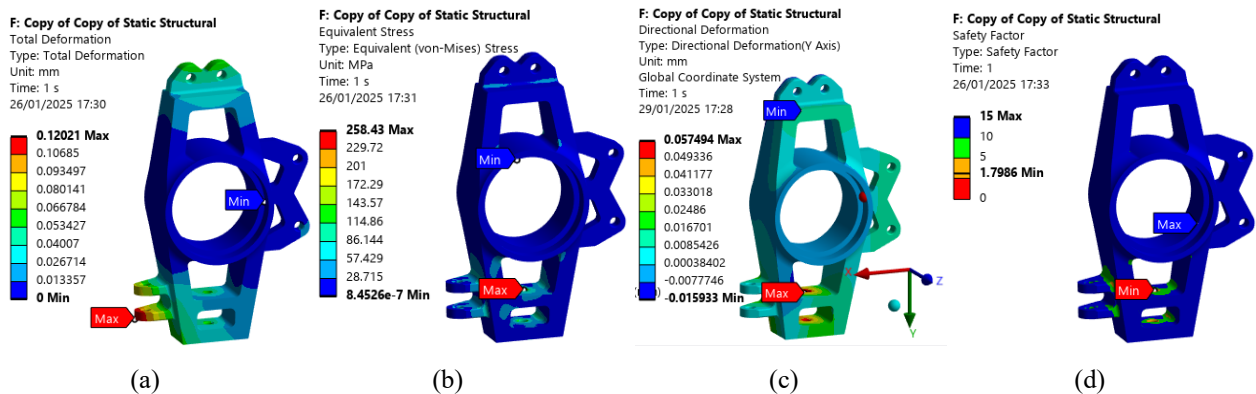 F: Copy of Copy of Static Structural
Total Deformation
Type: Total Deformation
Unit: mm
Time: 1 s
26/01/2025 17:30
0.12021 Max
0.10685
0.093497
0.080141
0.066784
0.053427
0.04007
0.026714
0.013357
0 Min
Min
Max
(a)
F: Copy of Copy of Static Structural
Equivalent Stress
Type: Equivalent (von-Mises) Stress
Unit: MPa
Time: 1 s
26/01/2025 17:31
258.43 Max
229.72
201
172.29
143.57
114.86
86.144
57.429
28.715
8.4526e-7 Min
Min
Max
(b)
F: Copy of Copy of Static Structural
Directional Deformation
Type: Directional Deformation(Y Axis)
Unit: mm
Global Coordinate System
Time: 1 s
29/01/2025 17:28
0.057494 Max
0.049336
0.041177
0.033018
0.02486
0.016701
0.0085426
0.00038402
-0.0077746
-0.015933 Min
Min
Max
X
Z
Y
(c)
F: Copy of Copy of Static Structural
Safety Factor
Type: Safety Factor
Time: 1
26/01/2025 17:33
15 Max
10
5
1.7986 Min
0
Max
Min
(d)